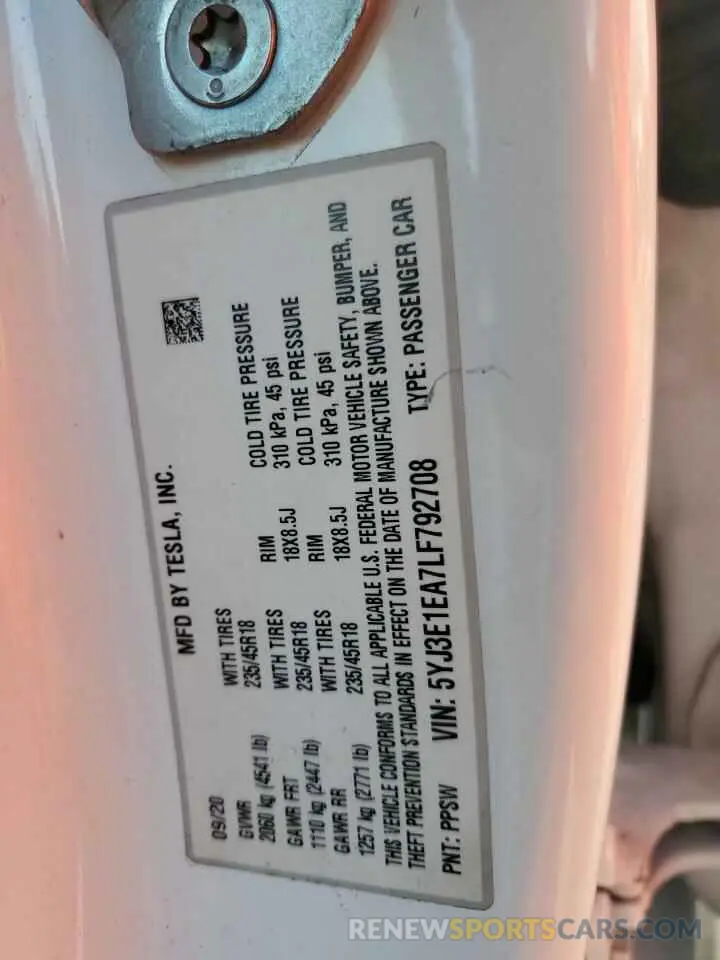 MFD BY TESLA, INC.
09/20
GVWR WITH TIRES RIM COLD TIRE PRESSURE
2060 kg (4541 lb) 235/45R18 18X8.5J 310 kPa, 45 psi
GAWR FRT WITH TIRES RIM COLD TIRE PRESSURE
1110 kg (2447 lb) 235/45R18 18X8.5J 310 kPa, 45 psi
GAWR RR WITH TIRES
1257 kg (2771 lb) 235/45R18
THIS VEHICLE CONFORMS TO ALL APPLICABLE U.S. FEDERAL MOTOR VEHICLE SAFETY, BUMPER, AND
THEFT PREVENTION STANDARDS IN EFFECT ON THE DATE OF MANUFACTURE SHOWN ABOVE.
PNT: PPSW VIN: 5YJ3E1EA7LF792708 TYPE: PASSENGER CAR
RENEWSPORTSCARS.COM